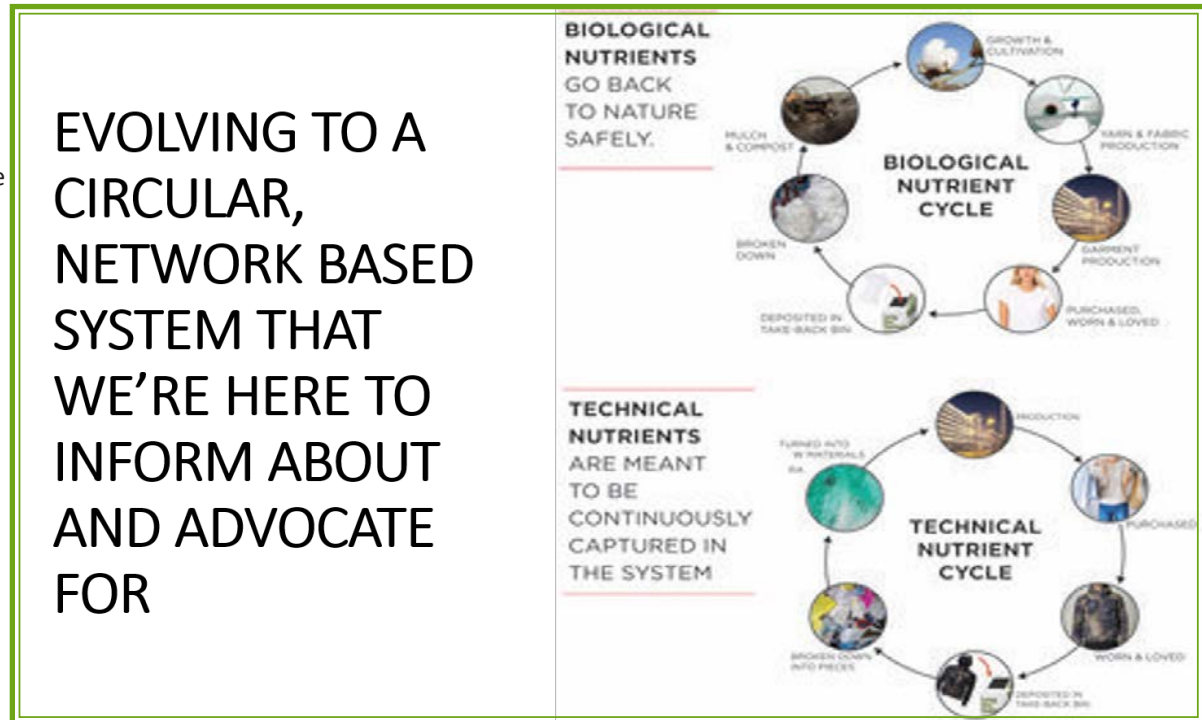 e
EVOLVING TO A
CIRCULAR,
NETWORK BASED
SYSTEM THAT
WE’RE HERE TO
INFORM ABOUT
AND ADVOCATE
FOR
BIOLOGICAL
NUTRIENTS
GO BACK
TO NATURE
SAFELY.
GROWTH &
CULTIVATION
YARN & FABRIC
PRODUCTION
GARMENT
PRODUCTION
PURCHASED,
WORN & LOVED
DEPOSITED IN
TAKE-BACK BIN
BROKEN
DOWN
MULCH
& COMPOST
BIOLOGICAL
NUTRIENT
CYCLE
TECHNICAL
NUTRIENTS
ARE MEANT
TO BE
CONTINUOUSLY
CAPTURED IN
THE SYSTEM
PRODUCTION
PURCHASED
WORN & LOVED
DEPOSITED IN
TAKE-BACK BIN
BROKEN DOWN
INTO PIECES
TURNED INTO
W MATERIALS
TECHNICAL
NUTRIENT
CYCLE